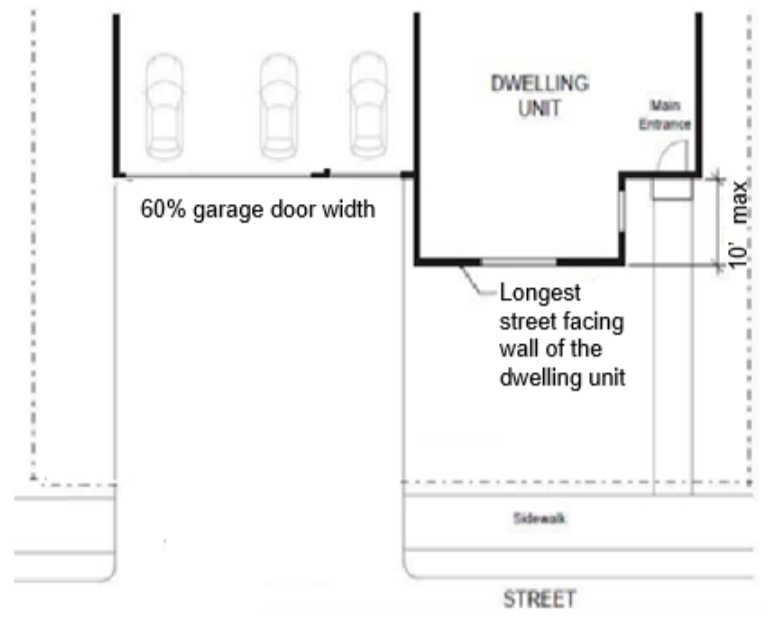 DWELLING
UNIT
Main
Entrance
60% garage door width
10' max
Longest
street facing
wall of the
dwelling unit
Sidewalk
STREET